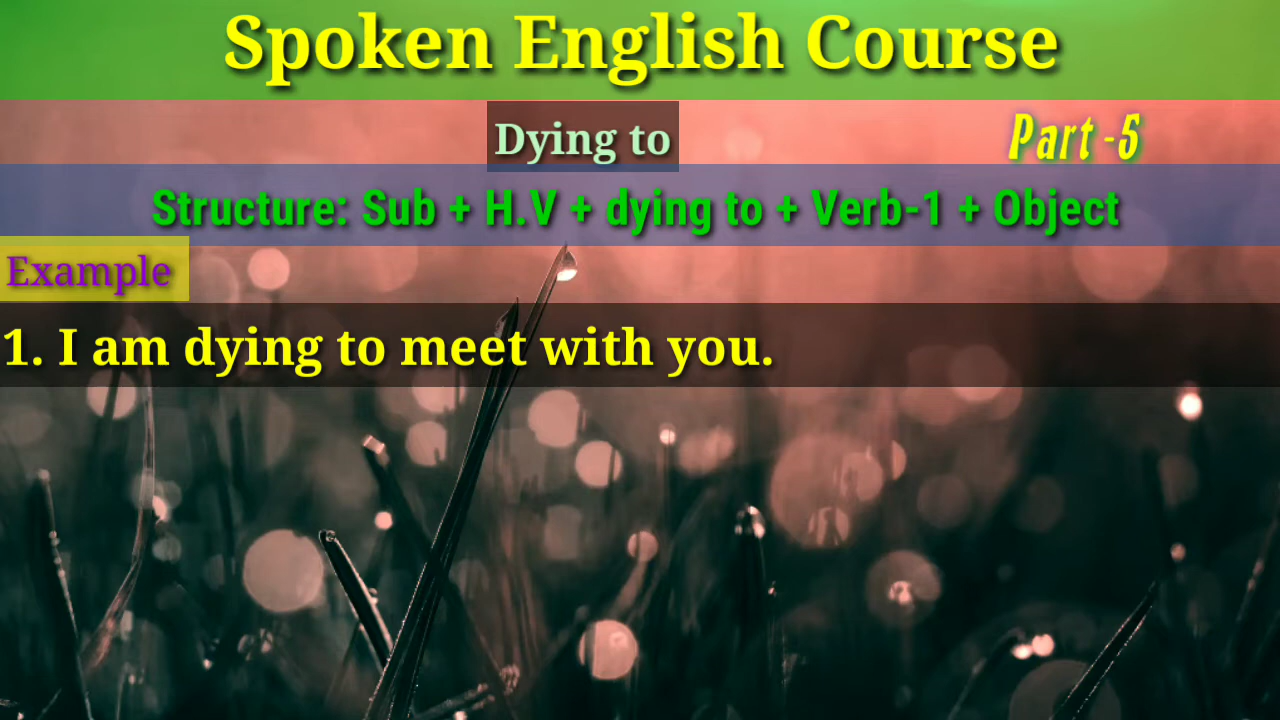 Spoken English Course
Dying to
Part -5
Structure: Sub + H.V + dying to + Verb-1 + Object
Example
1. I am dying to meet with you.